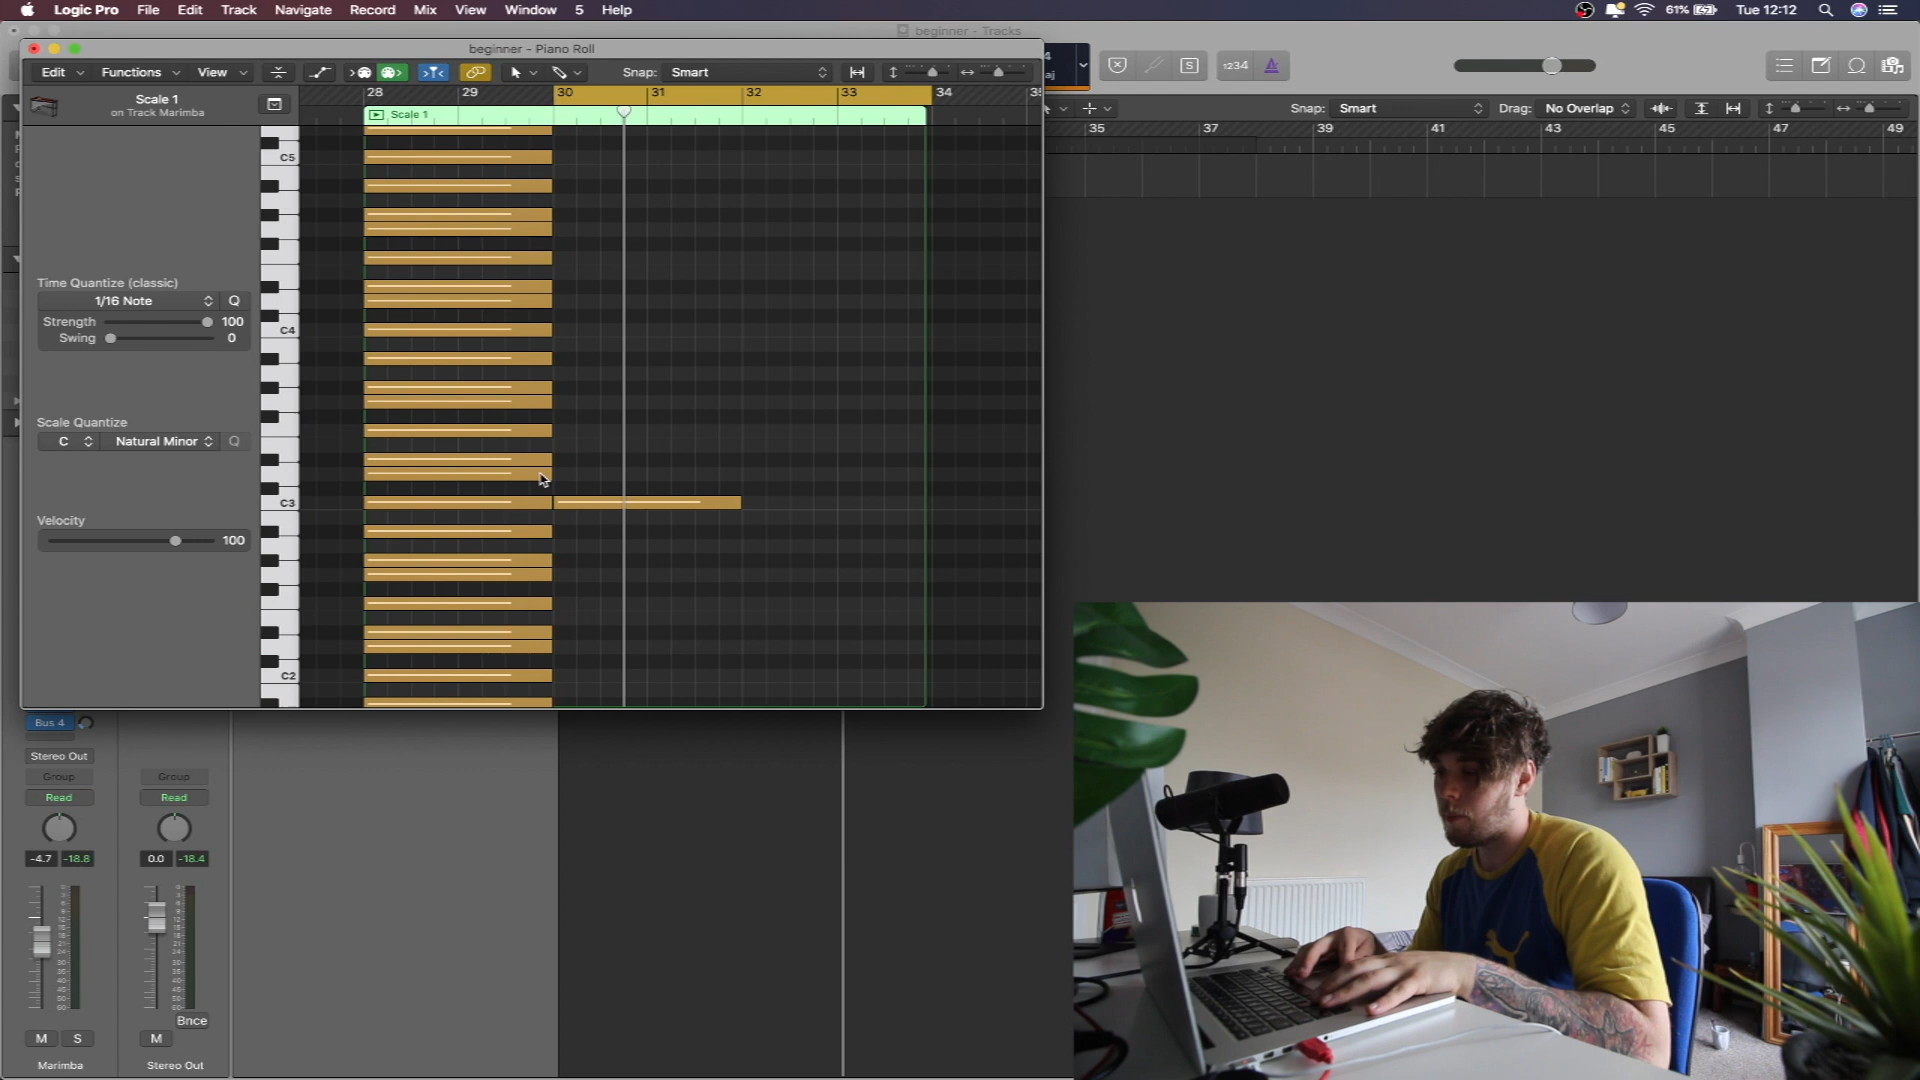 Logic Pro File Edit Track Navigate Record Mix View Window 5 Help
61% Tue 12:12
beginner - Tracks
beginner - Piano Roll
Edit Functions View
Snap: Smart
1234
Scale 1
on Track Marimba
28 29 30 31 32 33 34
Scale 1
Snap: Smart
Drag: No Overlap
35 37 39 41 43 45 47 49
C5
Time Quantize (classic)
1/16 Note Q
Strength 100
Swing 0
C4
Scale Quantize
C Natural Minor Q
C3
Velocity
100
C2
Bus 4
Stereo Out
Group Group
Read Read
-4.7 -18.8 0.0 -18.4
Bnce
M S M
Marimba Stereo Out